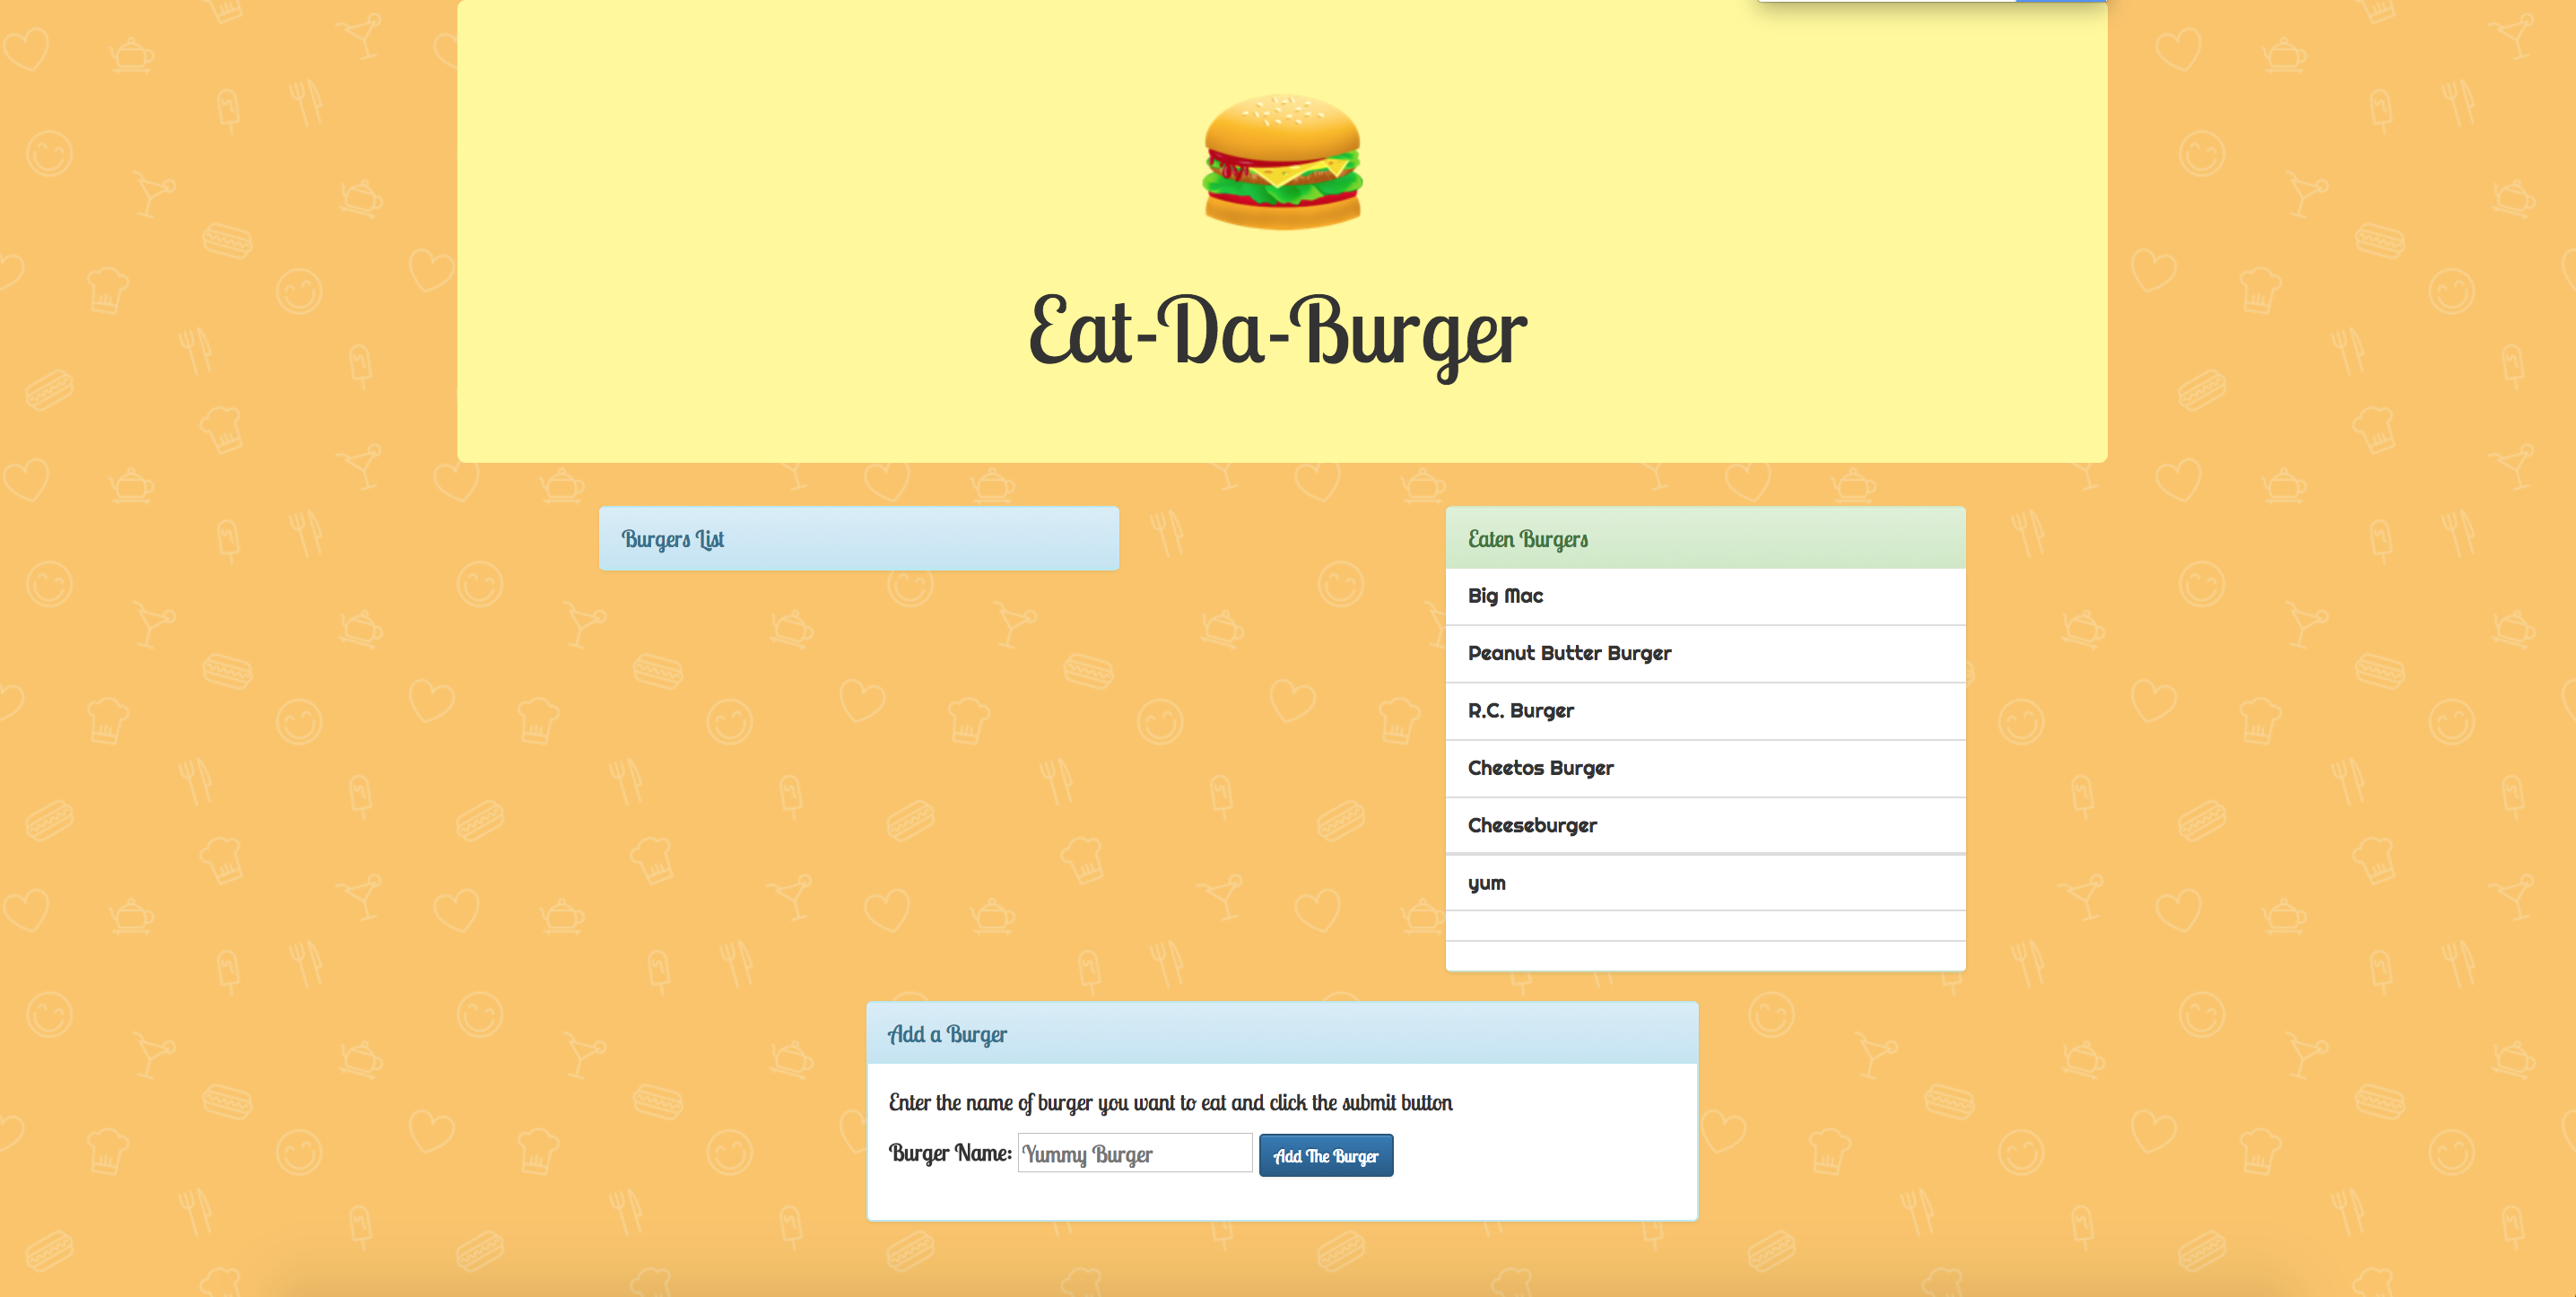 Eat-Da-Burger
Burgers List
Eaten Burgers
Big Mac
Peanut Butter Burger
R.C. Burger
Cheetos Burger
Cheeseburger
yum
Add a Burger
Enter the name of burger you want to eat and click the submit button
Burger Name: Yummy Burger Add The Burger